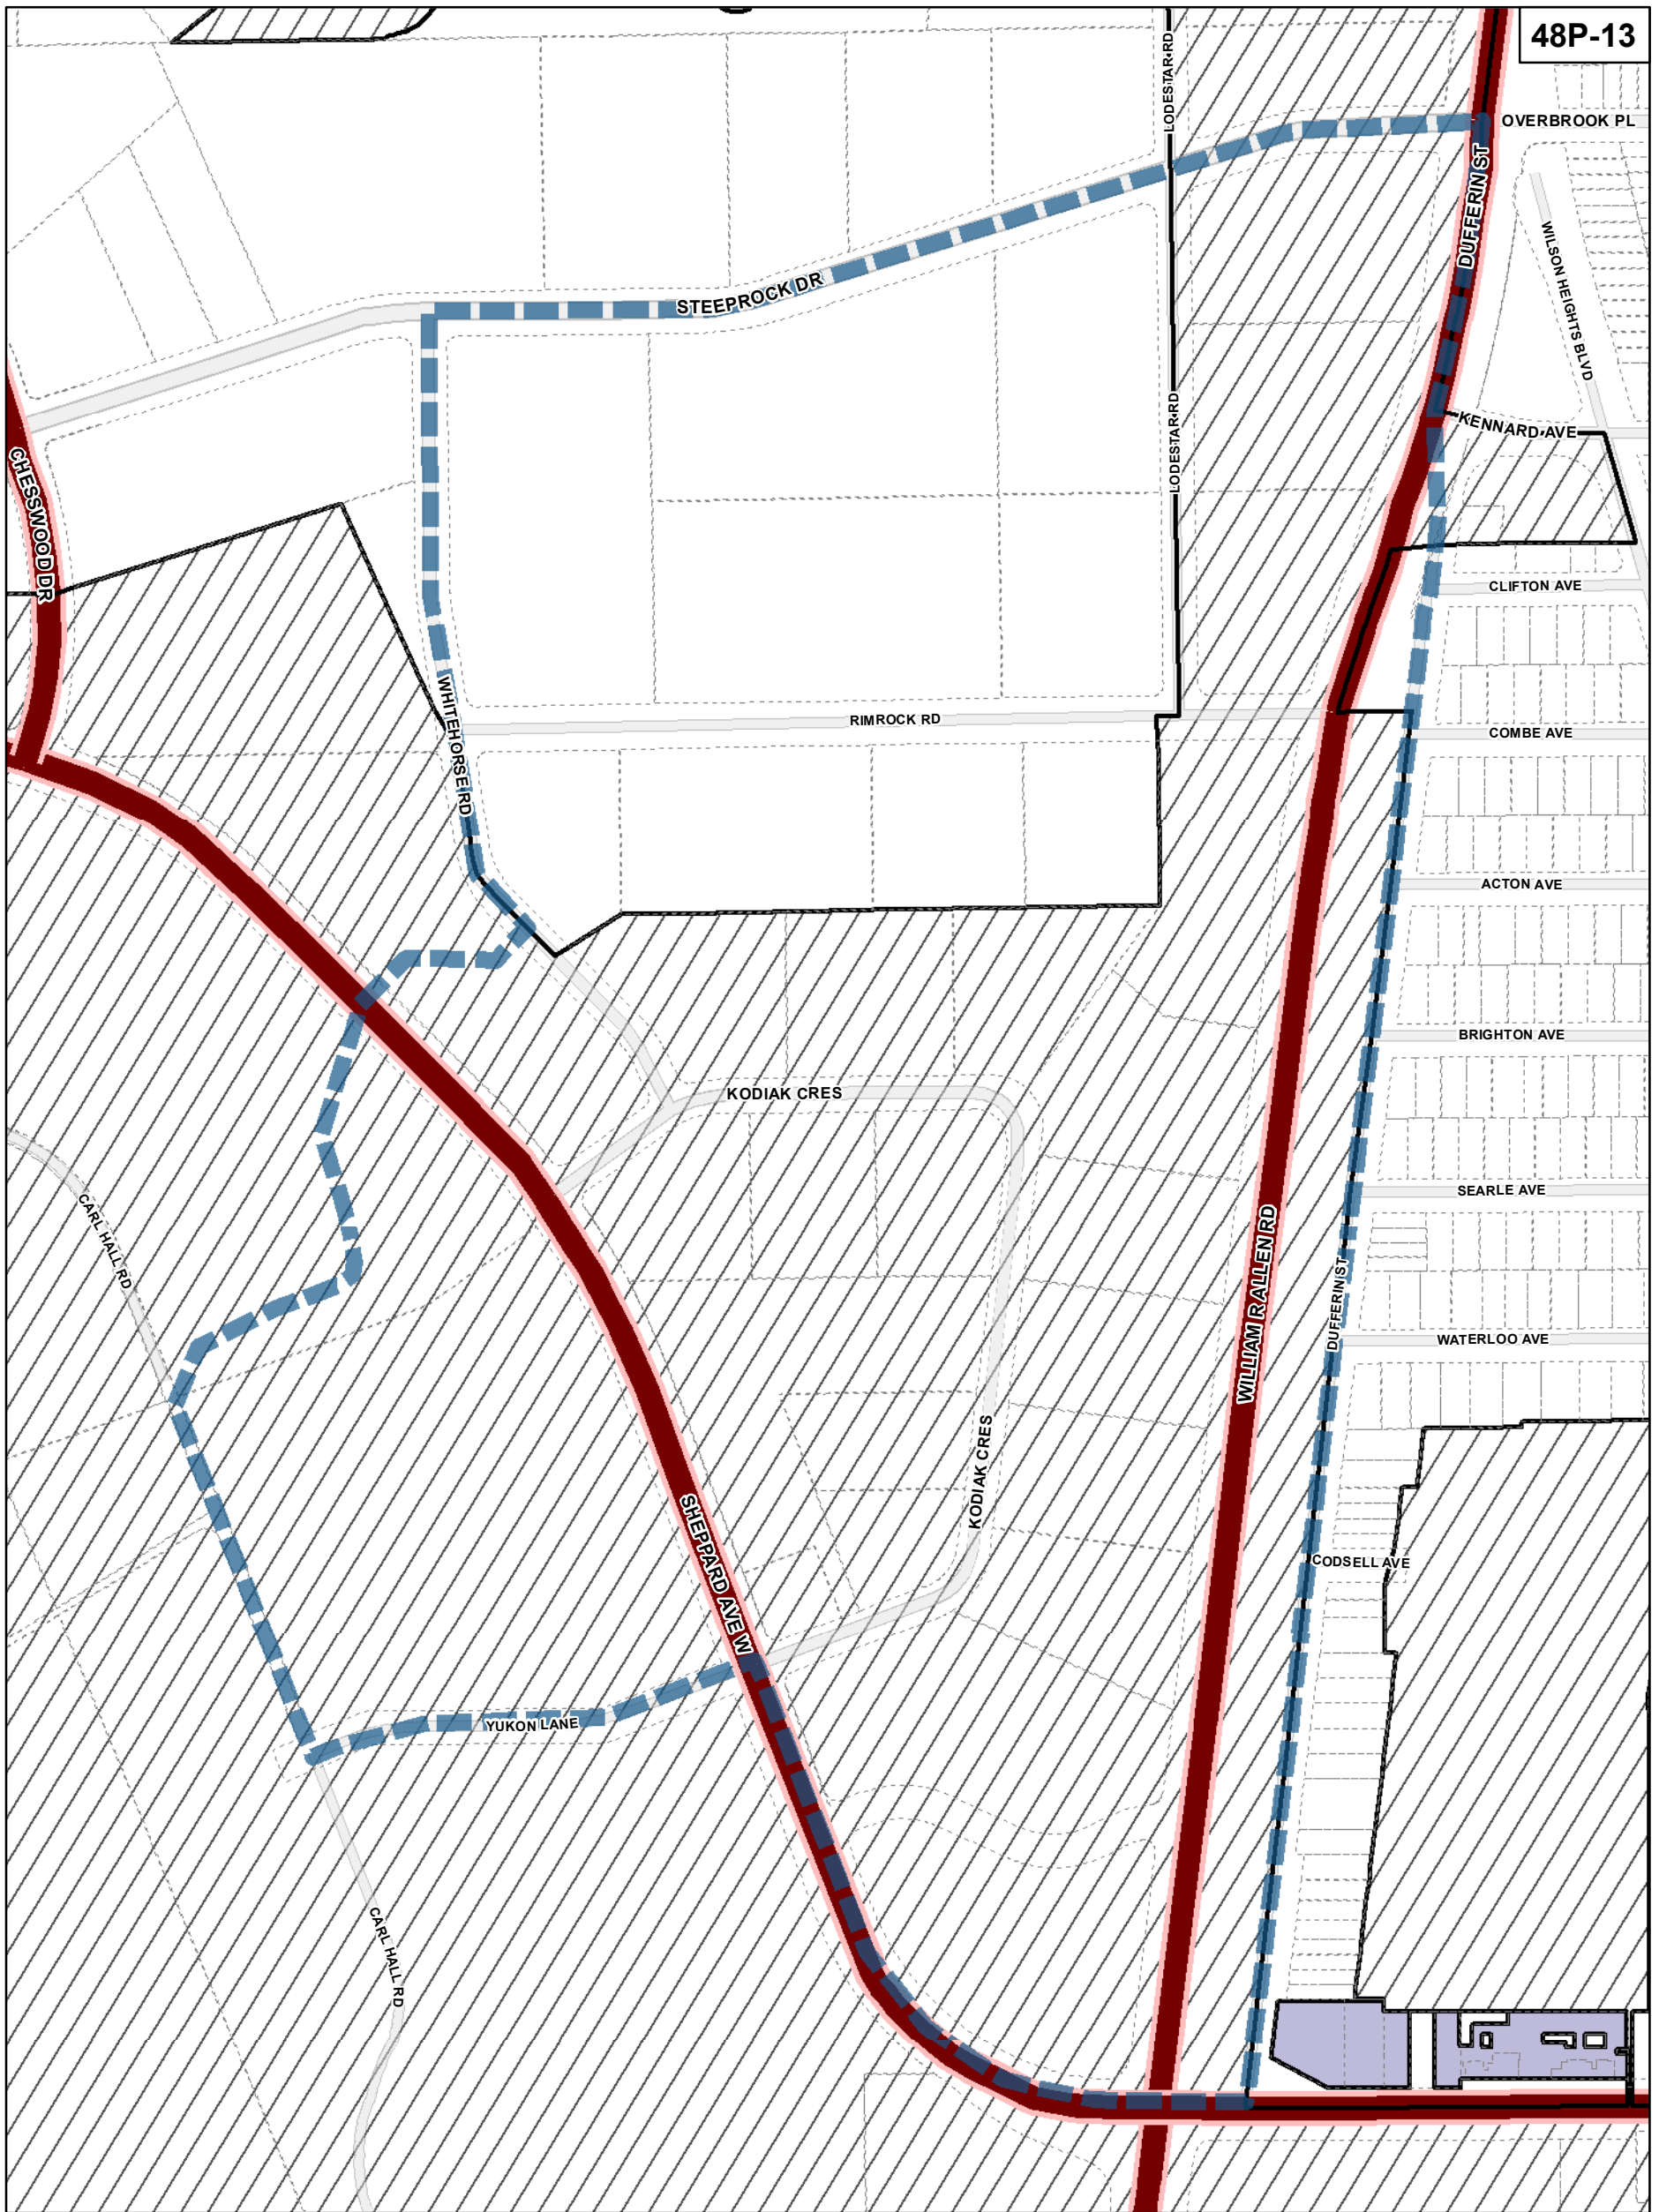 48P-13
LODESTAR RD
OVERBROOK PL
DUFFERIN ST
WILSON HEIGHTS BLVD
STEEPROCK DR
LODESTAR RD
KENNARD AVE
CHESSWOOD DR
CLIFTON AVE
WHITEHORSE RD
RIMROCK RD
COMBE AVE
ACTON AVE
BRIGHTON AVE
KODIAK CRES
CARL HALL RD
SEARLE AVE
WILLIAM R ALLEN RD
DUFFERIN ST
WATERLOO AVE
KODIAK CRES
SHEPPARD AVE W
CODSELL AVE
YUKON LANE
CARL HALL RD